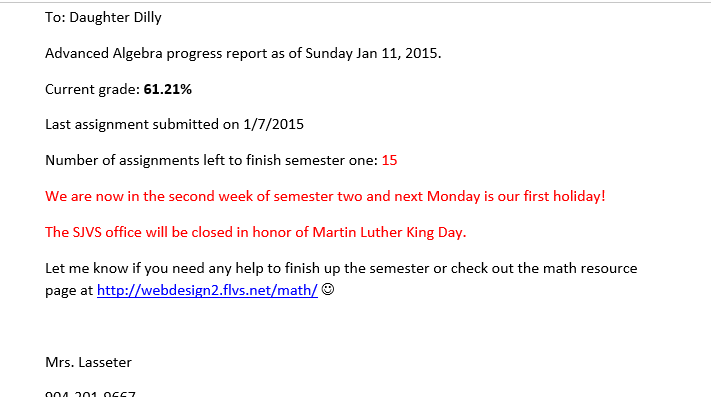 To: Daughter Dilly
Advanced Algebra progress report as of Sunday Jan 11, 2015.
Current grade: 61.21%
Last assignment submitted on 1/7/2015
Number of assignments left to finish semester one: 15
We are now in the second week of semester two and next Monday is our first holiday!
The SJVS office will be closed in honor of Martin Luther King Day.
Let me know if you need any help to finish up the semester or check out the math resource
page at http://webdesign2.flvs.net/math/ ☺
Mrs. Lasseter